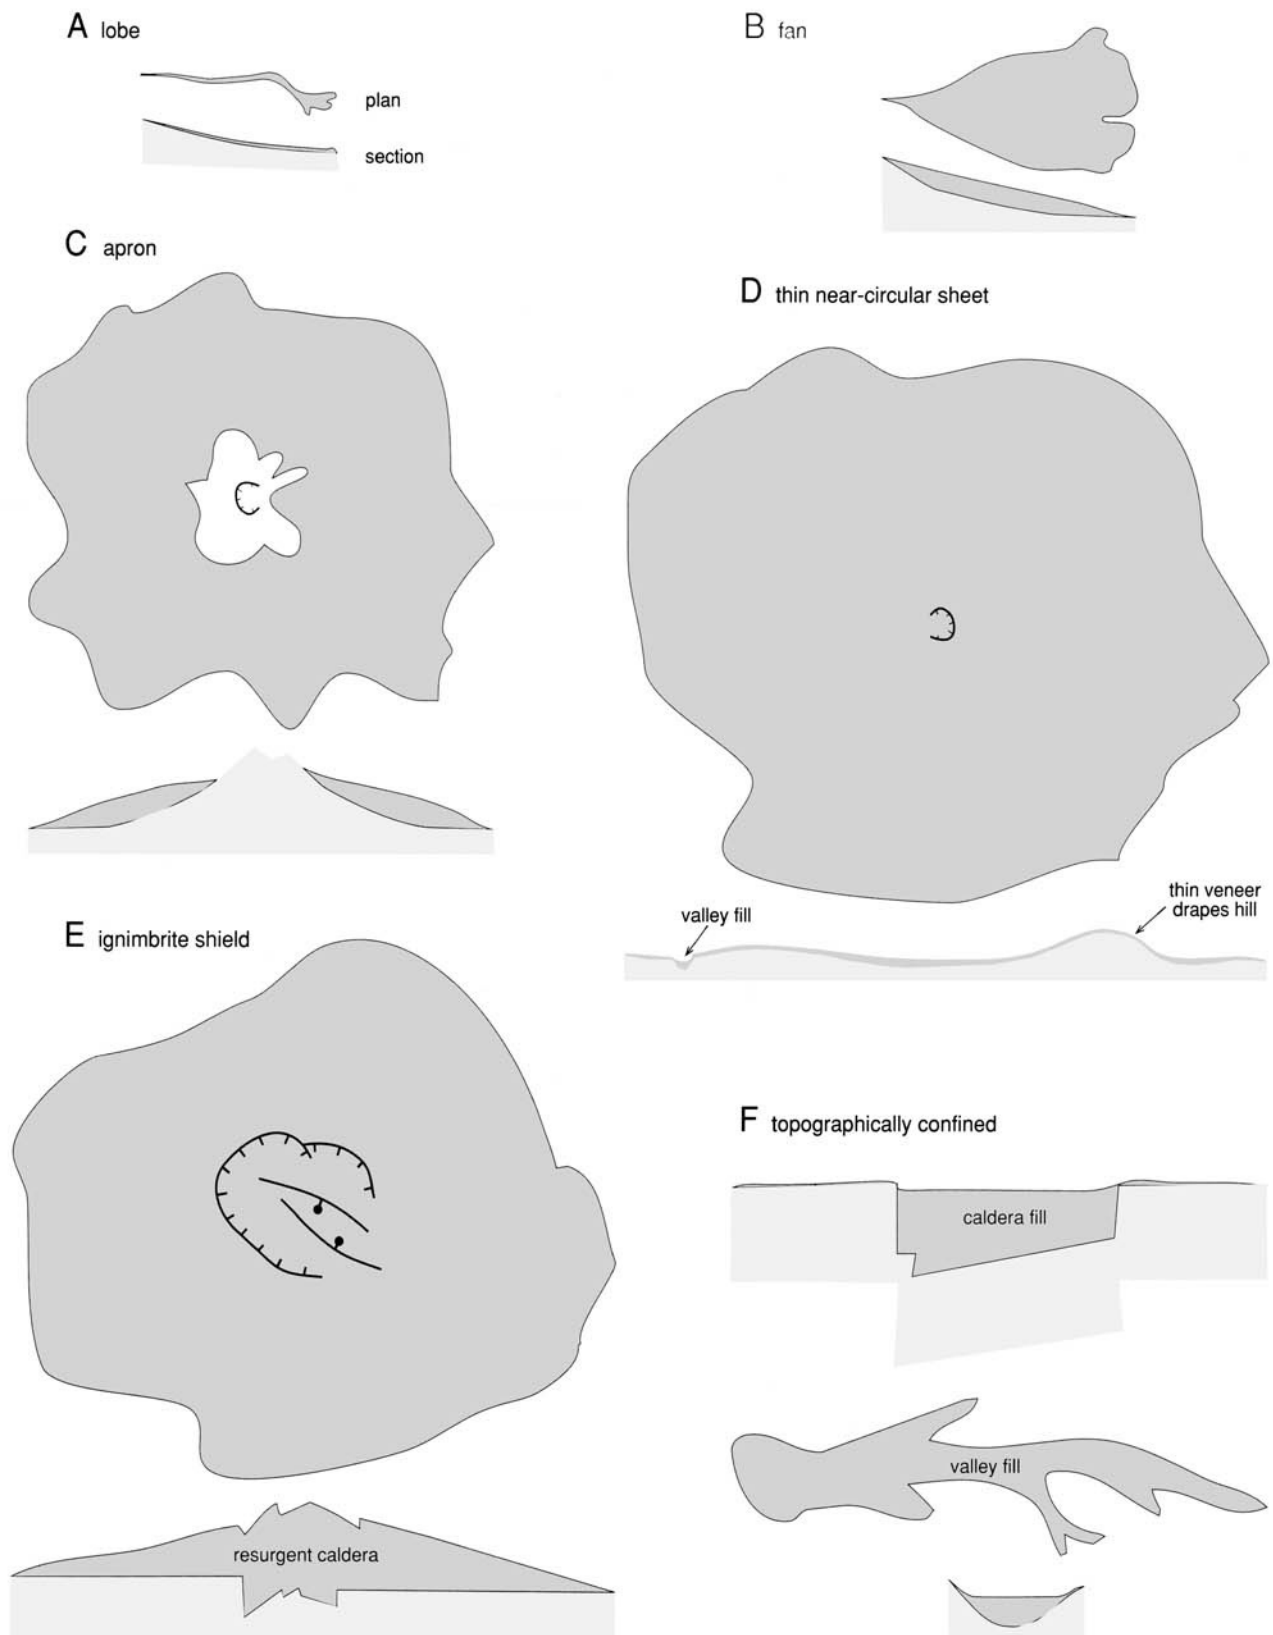 A lobe
plan
section
B fan
C apron
D thin near-circular sheet
valley fill
thin veneer
drapes hill
E ignimbrite shield
resurgent caldera
F topographically confined
caldera fill
valley fill